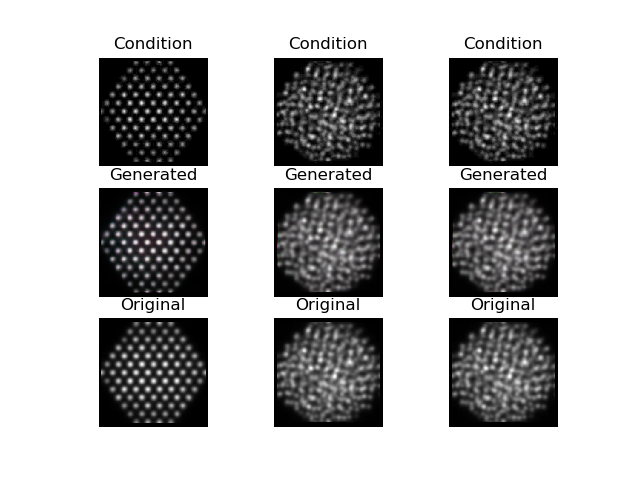 Condition Condition Condition
Generated Generated Generated
Original Original Original